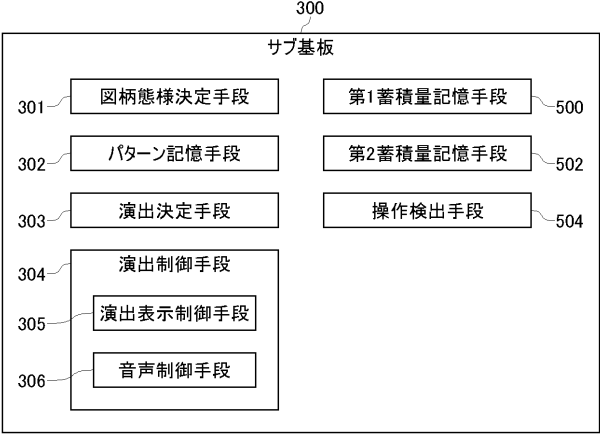 300
サブ基板
301
図柄態様決定手段
302
パターン記憶手段
303
演出決定手段
304
演出制御手段
305
演出表示制御手段
306
音声制御手段
第1蓄積量記憶手段
500
第2蓄積量記憶手段
502
操作検出手段
504